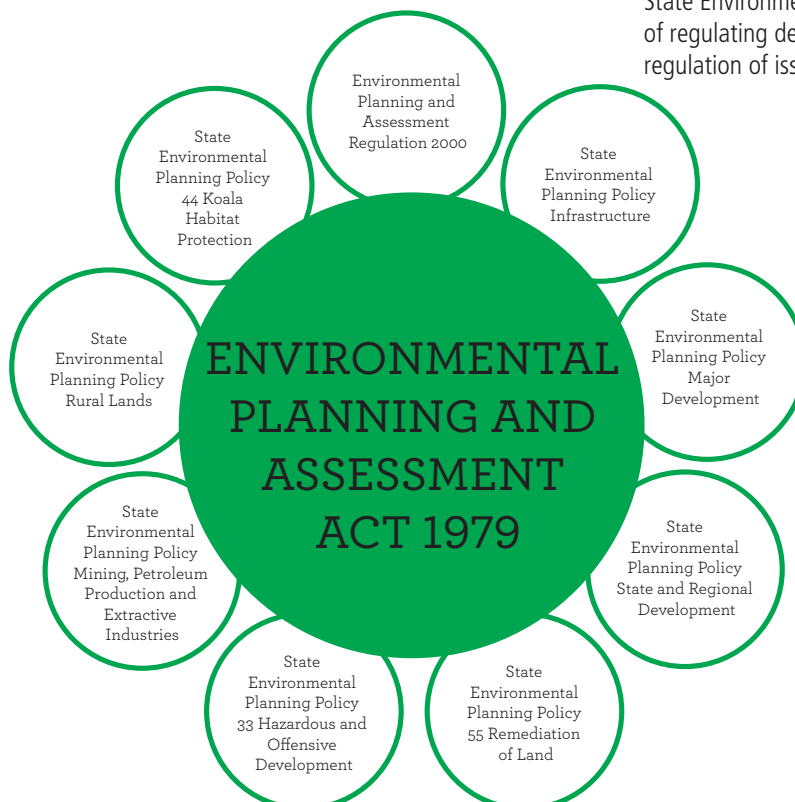 State Environme
of regulating de
regulation of iss
Environmental
Planning and
Assessment
Regulation 2000
State
Environmental
Planning Policy
Infrastructure
State
Environmental
Planning Policy
Major
Development
State
Environmental
Planning Policy
State and Regional
Development
State
Environmental
Planning Policy
55 Remediation
of Land
State
Environmental
Planning Policy
33 Hazardous and
Offensive
Development
State
Environmental
Planning Policy
Mining, Petroleum
Production and
Extractive
Industries
State
Environmental
Planning Policy
Rural Lands
State
Environmental
Planning Policy
44 Koala
Habitat
Protection
ENVIRONMENTAL
PLANNING AND
ASSESSMENT
ACT 1979